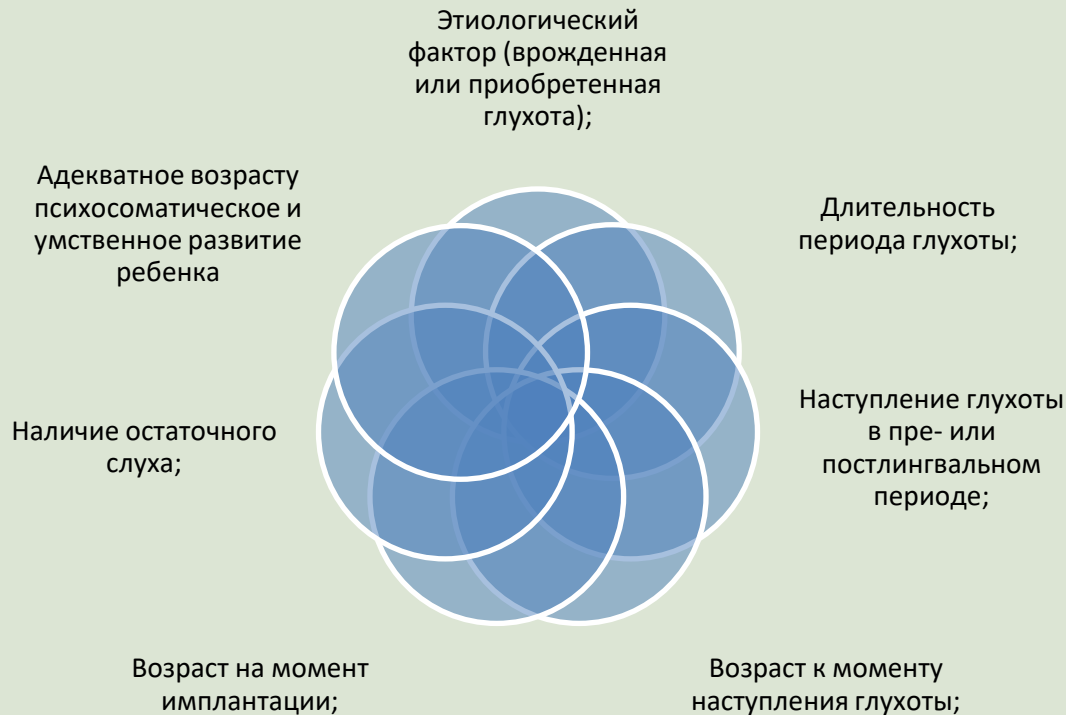 Этиологический
фактор (врожденная
или приобретенная
глухота);
Длительность
периода глухоты;
Наступление глухоты
в пре- или
постлингвальном
периоде;
Возраст к моменту
наступления глухоты;
Возраст на момент
имплантации;
Наличие остаточного
слуха;
Адекватное возрасту
психосоматическое и
умственное развитие
ребенка